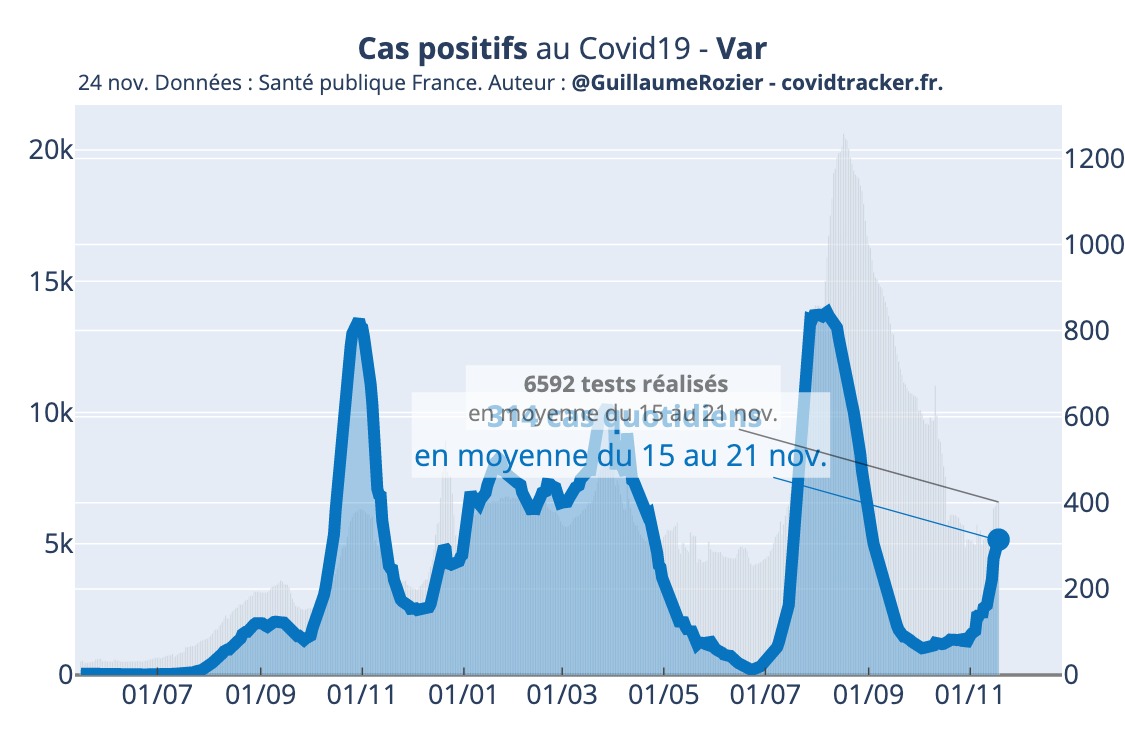 Cas positifs au Covid19 - Var
24 nov. Données : Santé publique France. Auteur : @GuillaumeRozier - covidtracker.fr.
20k
1200
1000
15k
800
6592 tests réalisés
en moyenne du 15 au 21 nov.
10k
314 cas quotidiens
600
en moyenne du 15 au 21 nov.
400
5k
200
0
0
01/07 01/09 01/11 01/01 01/03 01/05 01/07 01/09 01/11